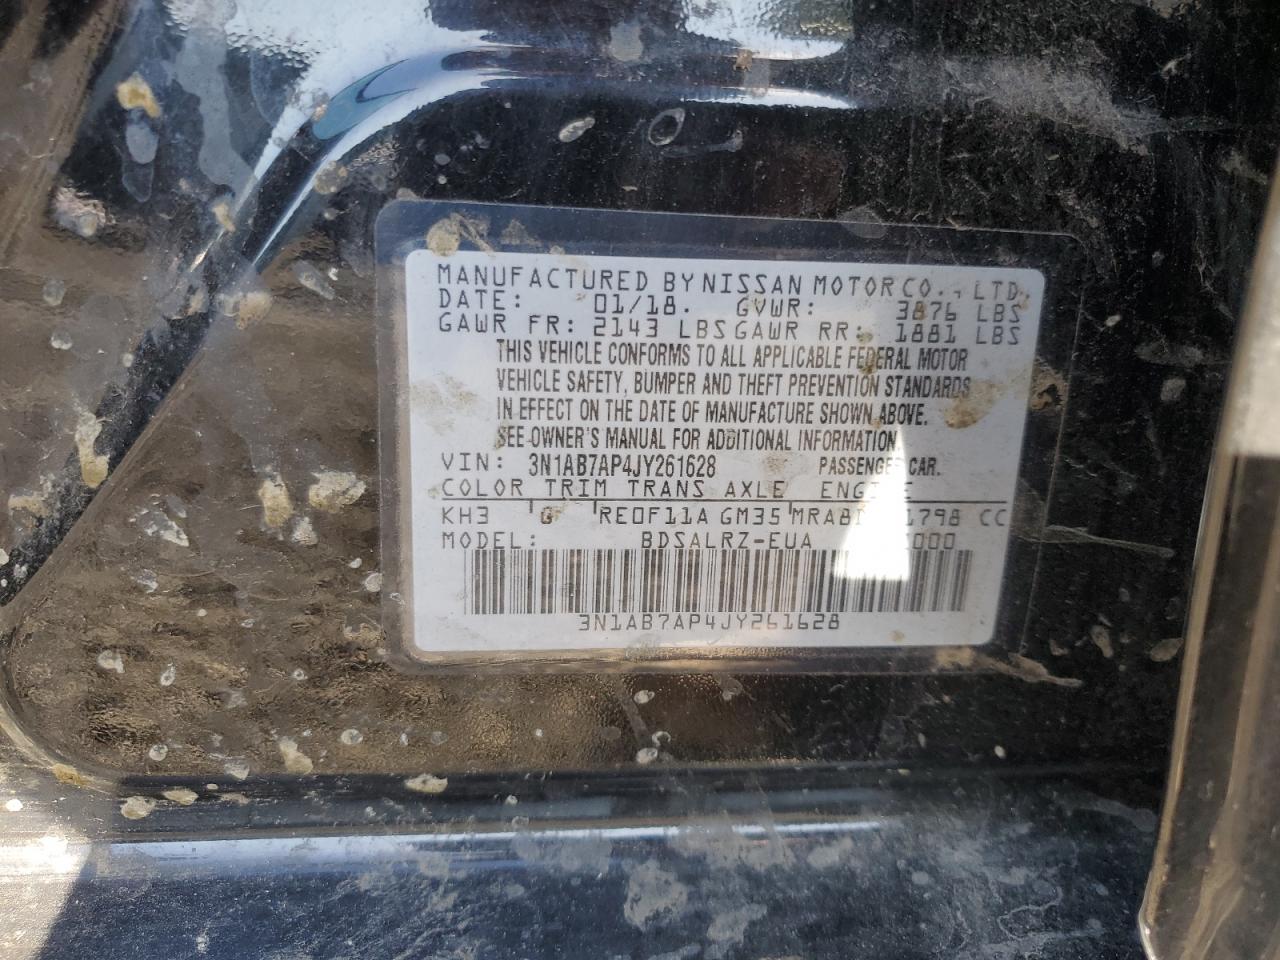 MANUFACTURED BY NISSAN MOTOR CO., LTD.
DATE: 01/18. GVWR: 3876 LBS
GAWR FR: 2143 LBS GAWR RR: 1881 LBS
THIS VEHICLE CONFORMS TO ALL APPLICABLE FEDERAL MOTOR
VEHICLE SAFETY, BUMPER AND THEFT PREVENTION STANDARDS
IN EFFECT ON THE DATE OF MANUFACTURE SHOWN ABOVE.
SEE OWNER'S MANUAL FOR ADDITIONAL INFORMATION
VIN: 3N1AB7AP4JY261628 PASSENGER CAR.
COLOR TRIM TRANS AXLE ENGINE
KH3 G RE0F11A GM35 1798 CC
MODEL: BDSALRZ-EUA
3N1AB7AP4JY261628